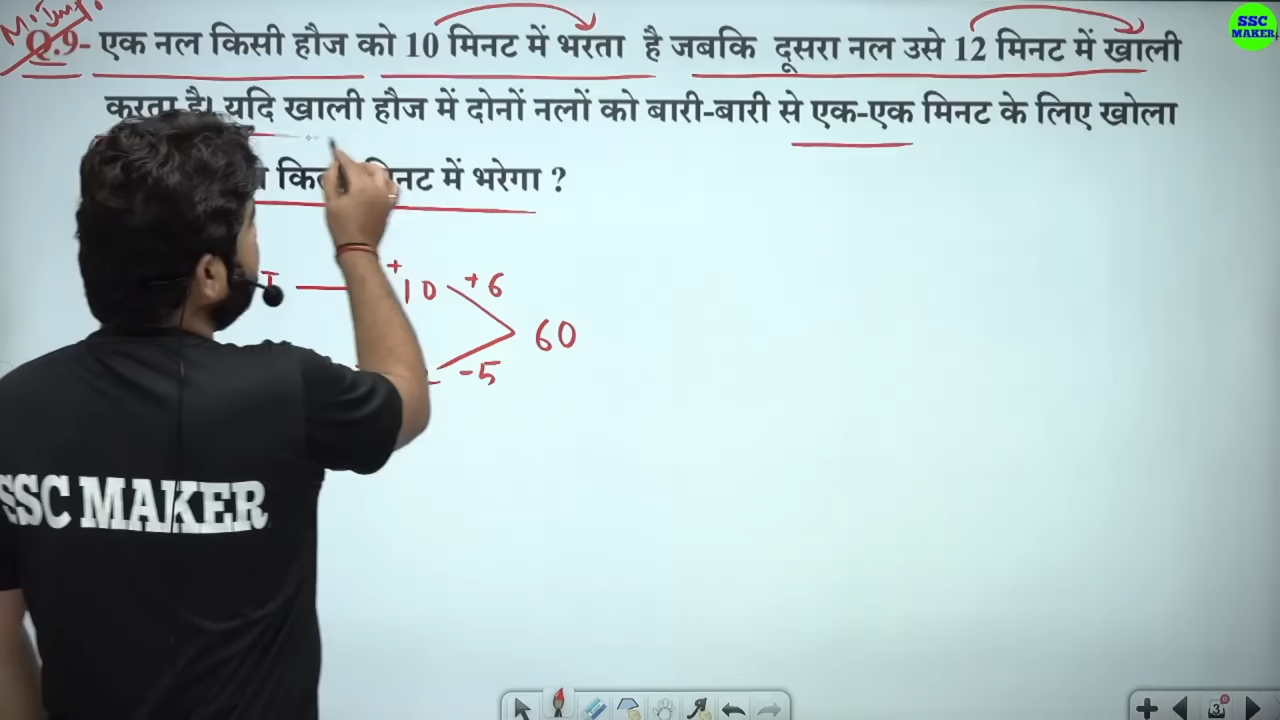 M. Imp.
Q.9- एक नल किसी हौज को 10 मिनट में भरता है जबकि दूसरा नल उसे 12 मिनट में खाली
करता है। यदि खाली हौज में दोनों नलों को बारी-बारी से एक-एक मिनट के लिए खोला
मिनट में भरेगा ?
+
10 + 6
60
-5
SSC MAKER
SSC
MAKER
3